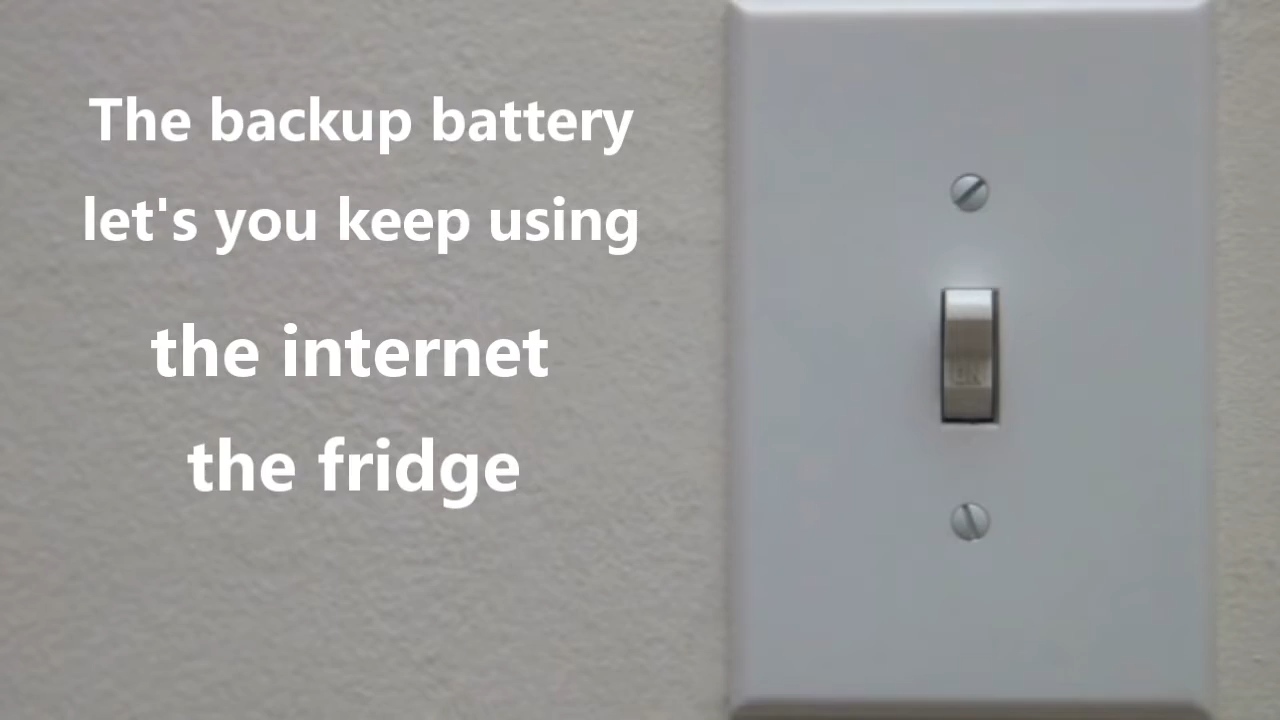 The backup battery
let's you keep using
the internet
the fridge